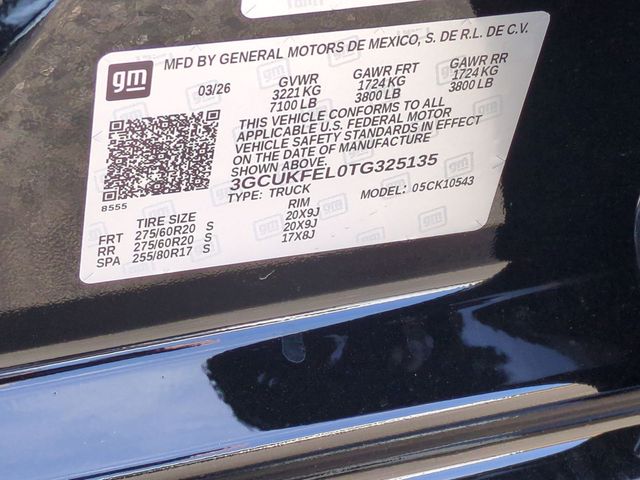 gm
MFD BY GENERAL MOTORS DE MEXICO, S. DE R.L. DE C.V.
03/26 GVWR GAWR FRT GAWR RR
3221 KG 1724 KG 1724 KG
7100 LB 3800 LB 3800 LB
THIS VEHICLE CONFORMS TO ALL
APPLICABLE U.S. FEDERAL MOTOR
VEHICLE SAFETY STANDARDS IN EFFECT
ON THE DATE OF MANUFACTURE
SHOWN ABOVE.
3GCUKFEL0TG325135
8555 TYPE: TRUCK MODEL: 05CK10543
TIRE SIZE RIM
FRT 275/60R20 S 20X9J
RR 275/60R20 S 20X9J
SPA 255/80R17 S 17X8J